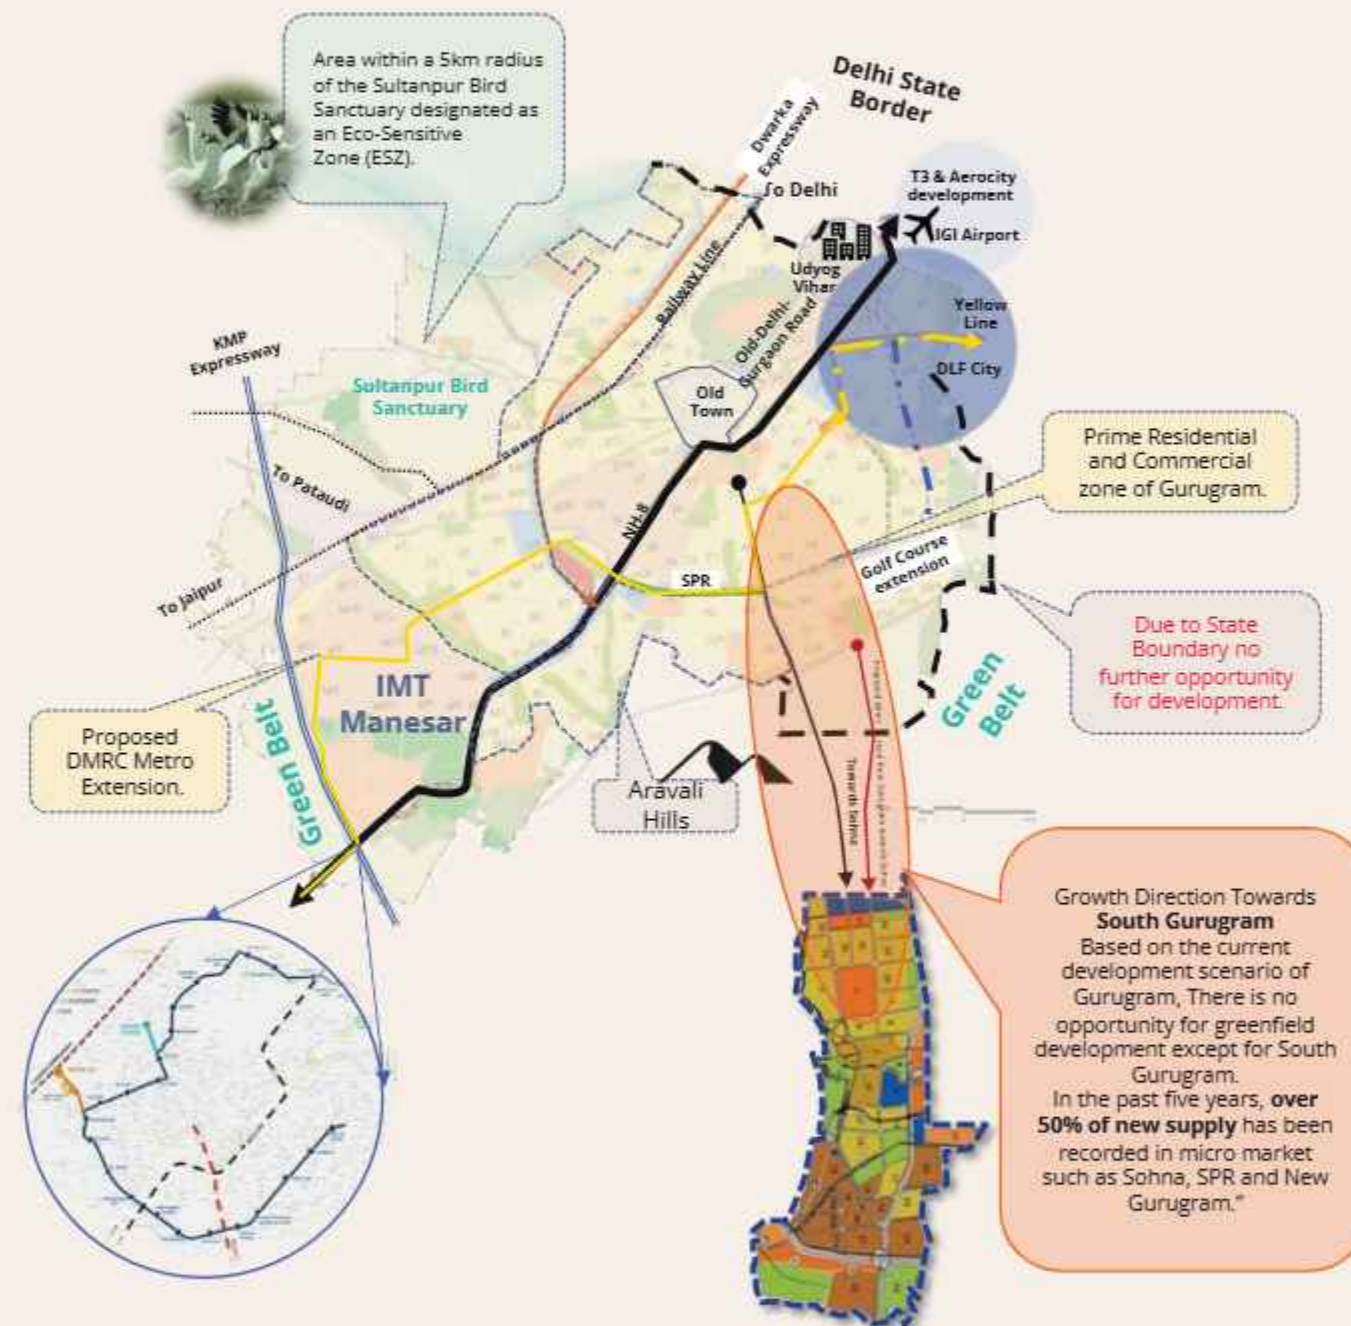 Area within a 5km radius
of the Sultanpur Bird
Sanctuary designated as
an Eco-Sensitive
Zone (ESZ).
Delhi State
Border
Dwarka
Expressway
To Delhi
T3 & Aerocity
development
IGI Airport
Udyog
Vihar
Railway Line
Old-Delhi-
Gurgaon Road
Yellow
Line
DLF City
KMP
Expressway
Sultanpur Bird
Sanctuary
Old
Town
Prime Residential
and Commercial
zone of Gurugram.
To Pataudi
NH-8
To Jaipur
SPR
Golf Course
extension
Due to State
Boundary no
further opportunity
for development.
IMT
Manesar
Green
Belt
Proposed
DMRC Metro
Extension.
Green Belt
Aravali
Hills
Towards Sohna
Growth Direction Towards
South Gurugram
Based on the current
development scenario of
Gurugram, There is no
opportunity for greenfield
development except for South
Gurugram.
In the past five years, over
50% of new supply has been
recorded in micro market
such as Sohna, SPR and New
Gurugram."